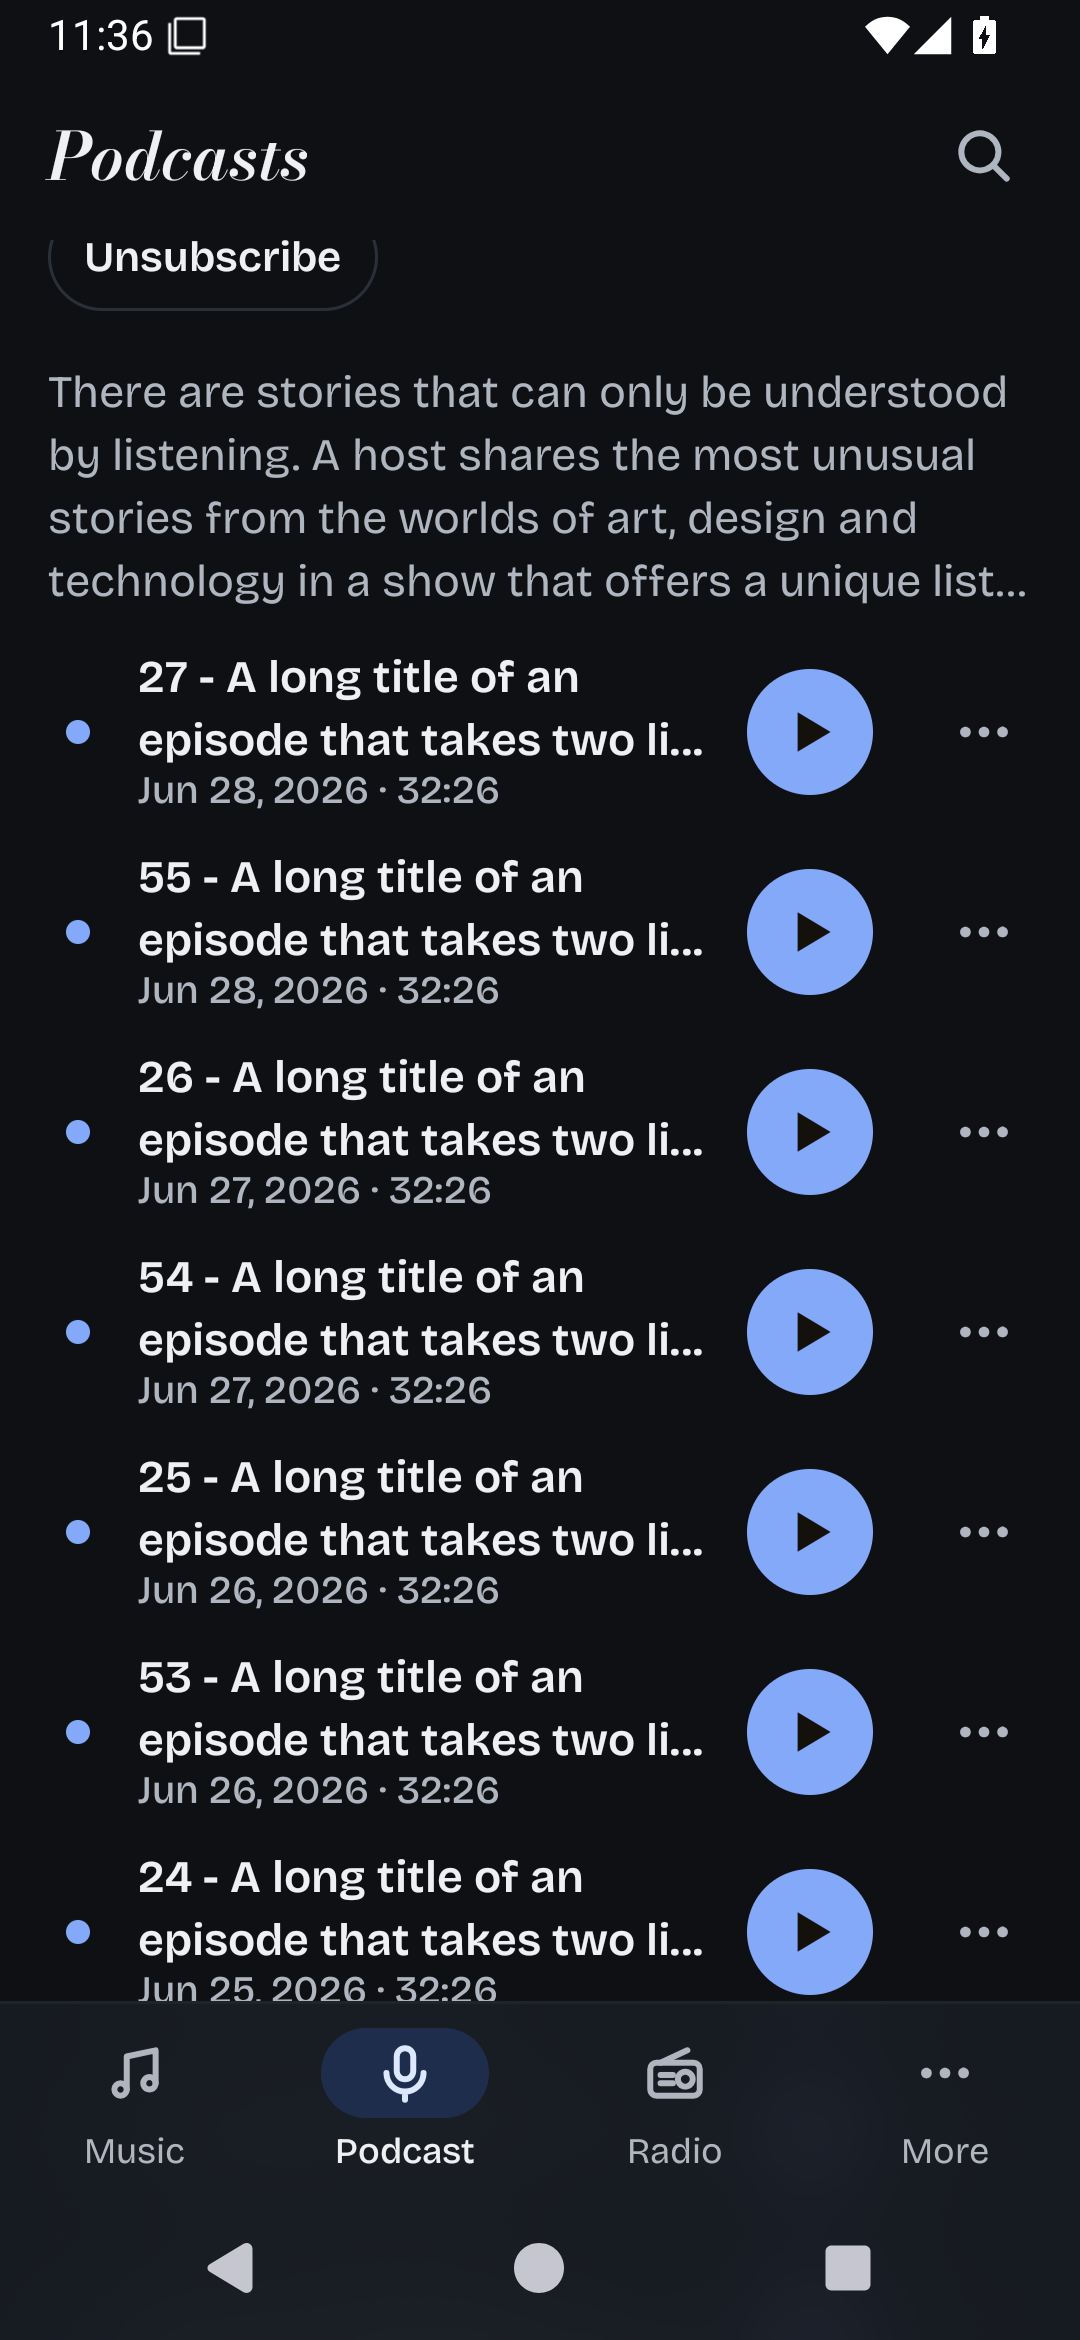 11:36
Podcasts
Unsubscribe
There are stories that can only be understood
by listening. A host shares the most unusual
stories from the worlds of art, design and
technology in a show that offers a unique list...
27 - A long title of an
episode that takes two li...
Jun 28, 2026 · 32:26
55 - A long title of an
episode that takes two li...
Jun 28, 2026 · 32:26
26 - A long title of an
episode that takes two li...
Jun 27, 2026 · 32:26
54 - A long title of an
episode that takes two li...
Jun 27, 2026 · 32:26
25 - A long title of an
episode that takes two li...
Jun 26, 2026 · 32:26
53 - A long title of an
episode that takes two li...
Jun 26, 2026 · 32:26
24 - A long title of an
episode that takes two li...
Jun 25, 2026 · 32:26
Music
Podcast
Radio
More